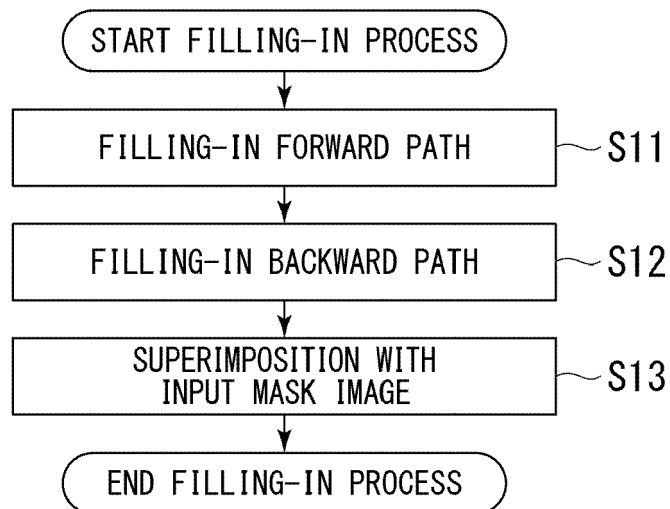 START FILLING-IN PROCESS
FILLING-IN FORWARD PATH
S11
FILLING-IN BACKWARD PATH
S12
SUPERIMPOSITION WITH
INPUT MASK IMAGE
S13
END FILLING-IN PROCESS